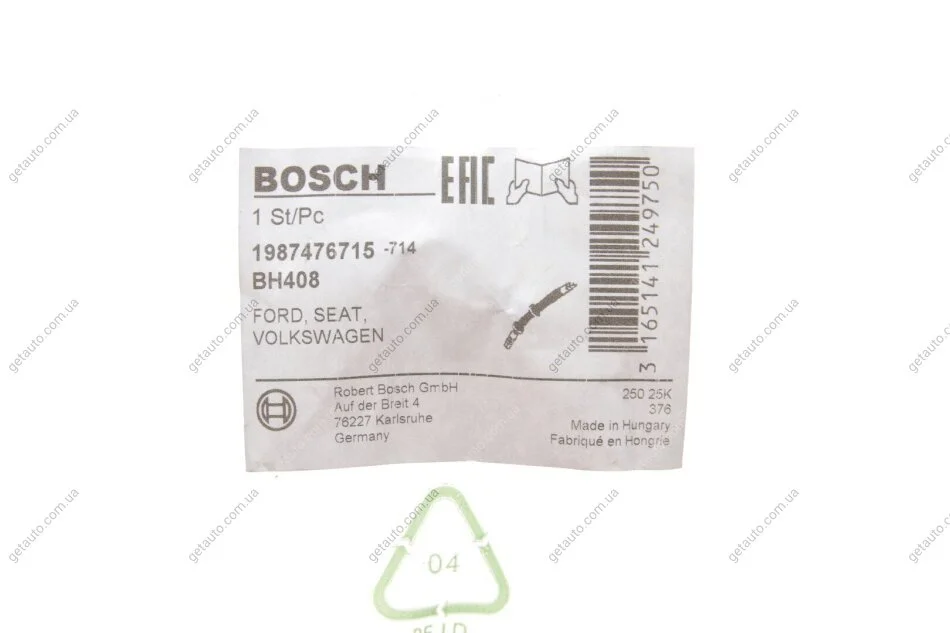 BOSCH
EAC
1 St/Pc
1987476715 -714
BH408
FORD, SEAT,
VOLKSWAGEN
3 165141 249750
Robert Bosch GmbH
Auf der Breit 4
76227 Karlsruhe
Germany
250 25K
376
Made in Hungary
Fabriqué en Hongrie
04
getauto.com.ua